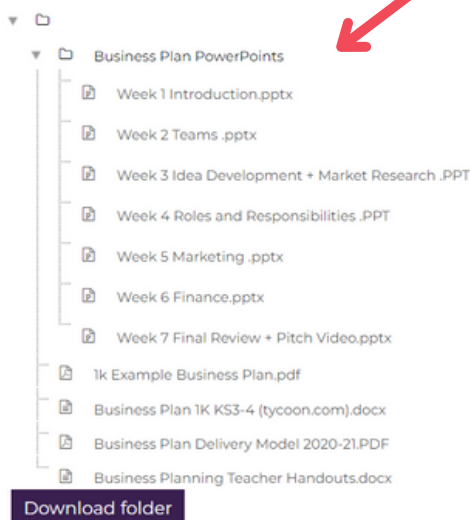 Business Plan PowerPoints
Week 1 Introduction.pptx
Week 2 Teams .pptx
Week 3 Idea Development + Market Research .PPT
Week 4 Roles and Responsibilities .PPT
Week 5 Marketing .pptx
Week 6 Finance.pptx
Week 7 Final Review + Pitch Video.pptx
1k Example Business Plan.pdf
Business Plan 1K KS3-4 (tycoon.com).docx
Business Plan Delivery Model 2020-21.PDF
Business Planning Teacher Handouts.docx
Download folder